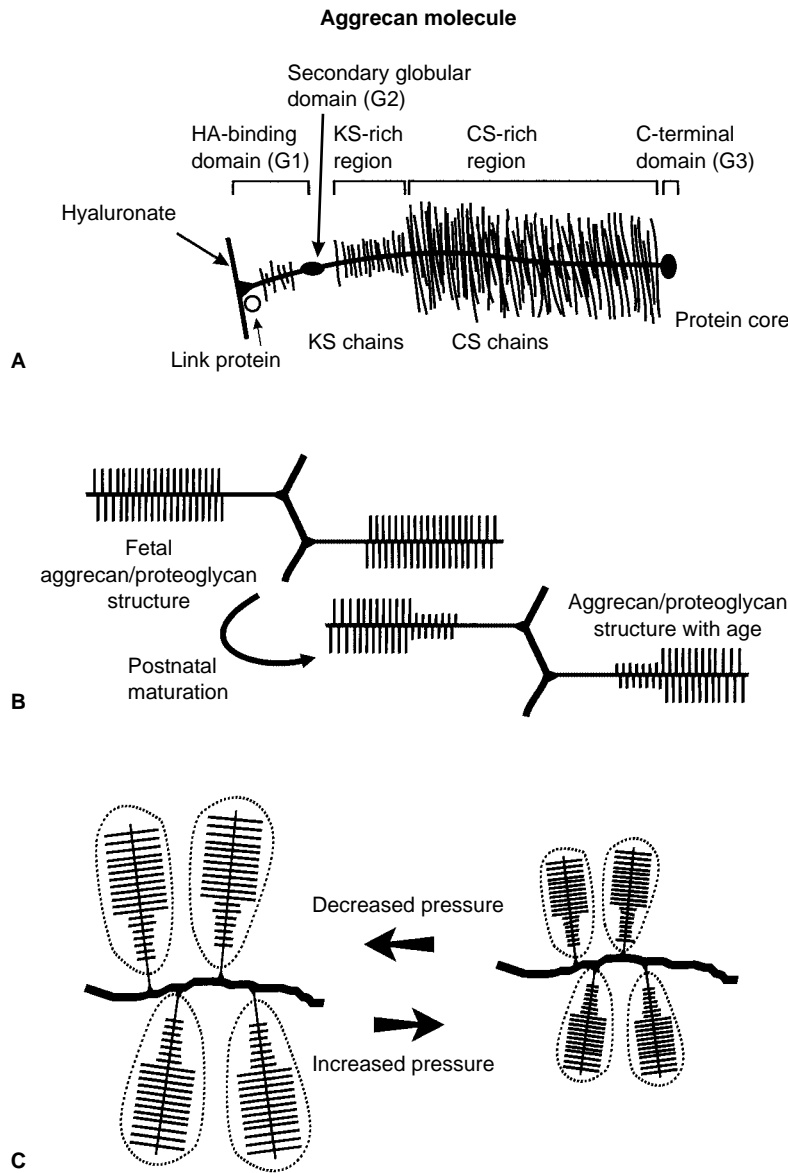 Aggrecan molecule
Secondary globular
domain (G2)
HA-binding
domain (G1)
KS-rich
region
CS-rich
region
C-terminal
domain (G3)
Hyaluronate
Link protein
KS chains
CS chains
Protein core
A
Fetal
aggrecan/proteoglycan
structure
Postnatal
maturation
Aggrecan/proteoglycan
structure with age
B
Decreased pressure
Increased pressure
C